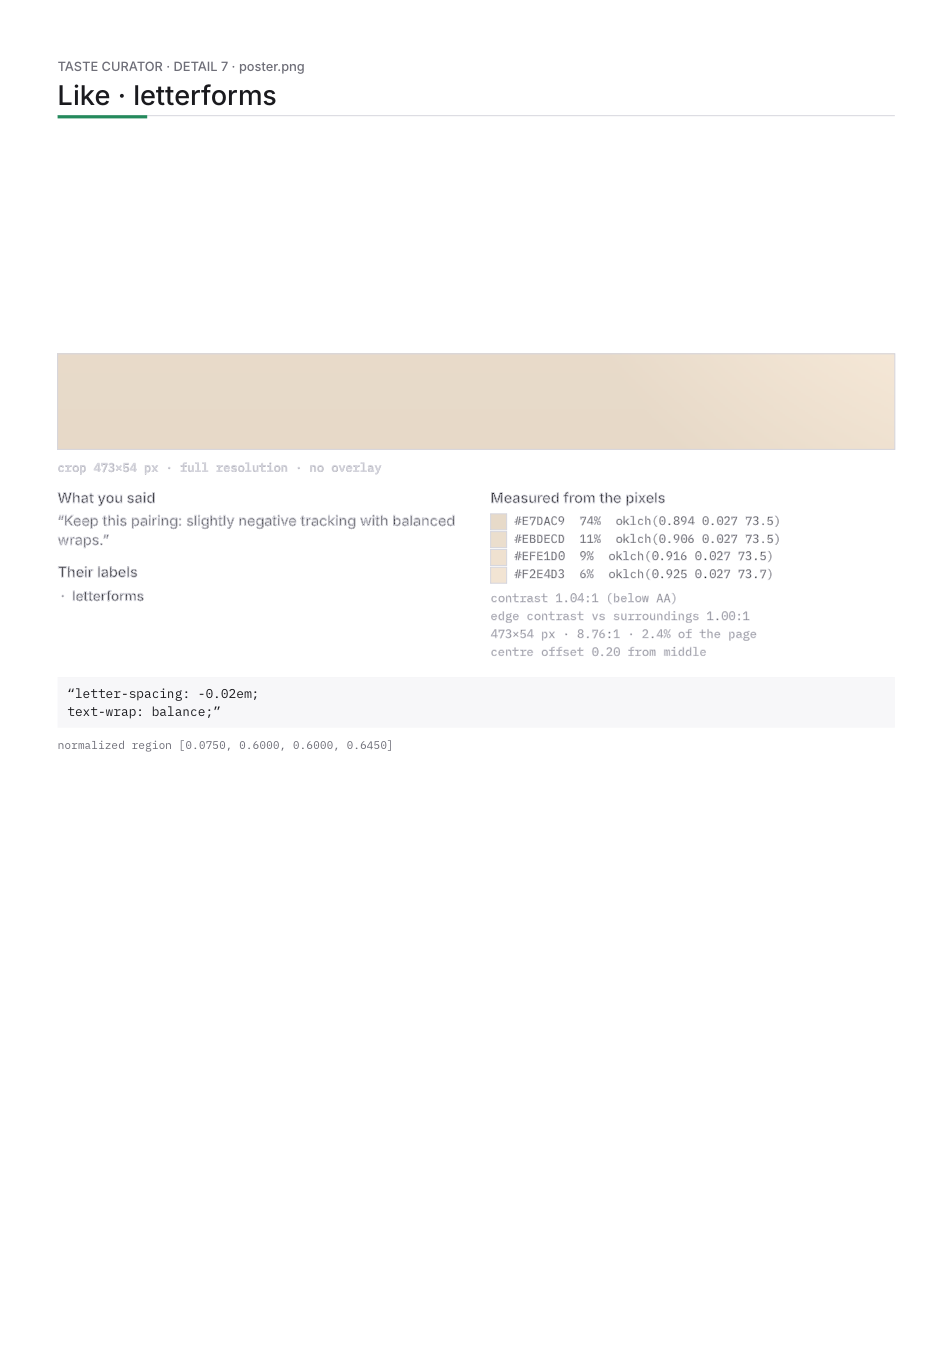 TASTE CURATOR · DETAIL 7 · poster.png
Like · letterforms
crop 473×54 px · full resolution · no overlay
What you said
“Keep this pairing: slightly negative tracking with balanced
wraps.”
Their labels
· letterforms
Measured from the pixels
#E7DAC9 74% oklch(0.894 0.027 73.5)
#EBDECD 11% oklch(0.906 0.027 73.5)
#EFE1D0 9% oklch(0.916 0.027 73.5)
#F2E4D3 6% oklch(0.925 0.027 73.7)
contrast 1.04:1 (below AA)
edge contrast vs surroundings 1.00:1
473×54 px · 8.76:1 · 2.4% of the page
centre offset 0.20 from middle
“letter-spacing: -0.02em;
text-wrap: balance;”
normalized region [0.0750, 0.6000, 0.6000, 0.6450]